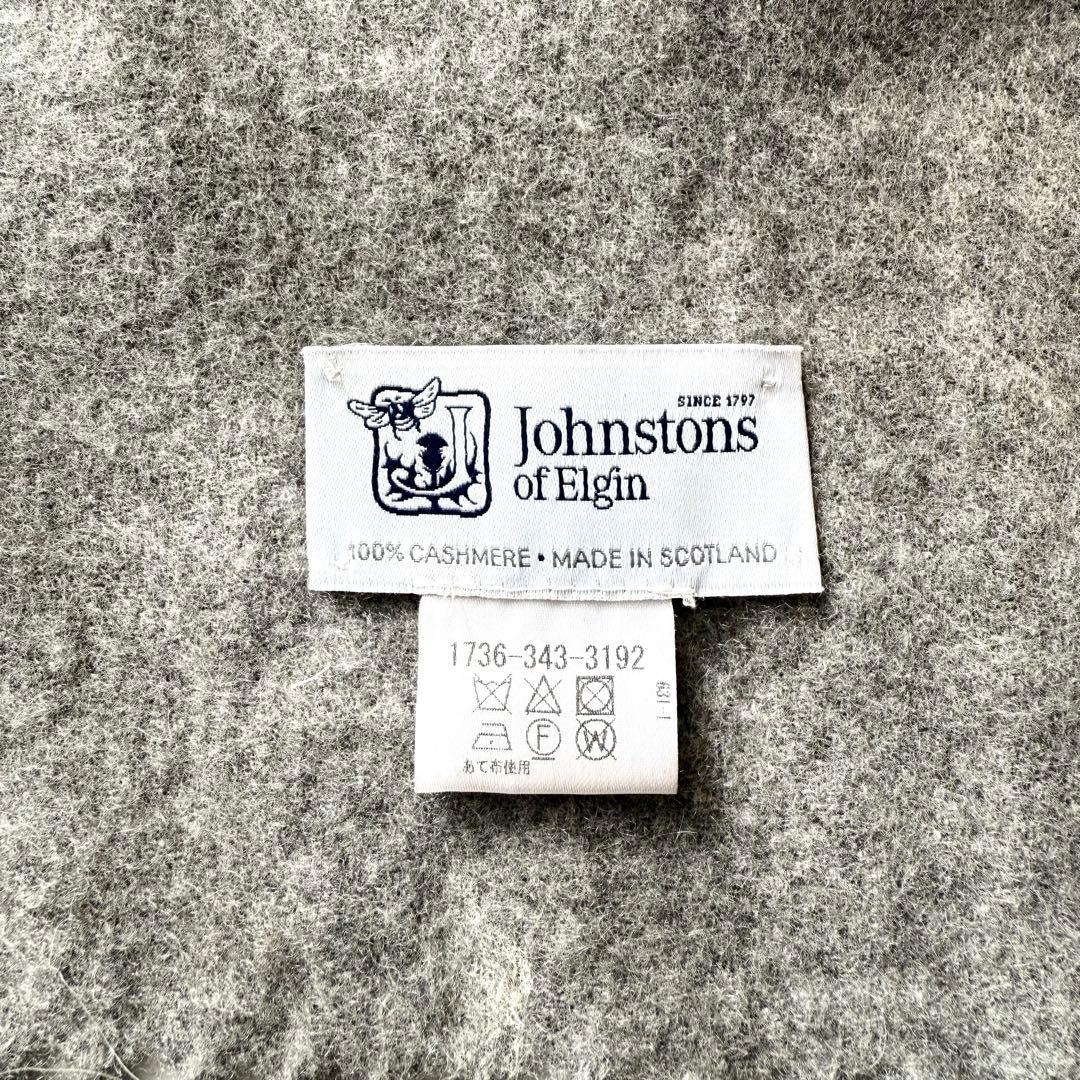 SINCE 1797
Johnstons
of Elgin
100% CASHMERE • MADE IN SCOTLAND
1736-343-3192
F W
あて布使用